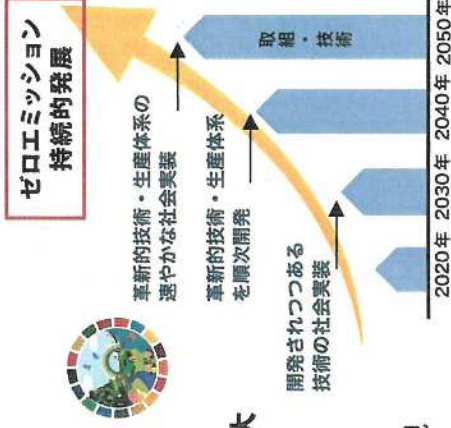 ゼロエミッション
持続的発展
革新的技術・生産体系の
速やかな社会実装
革新的技術・生産体系
を順次開発
開発されつつある
技術の社会実装
取組・技術
2020年 2030年 2040年 2050年
大